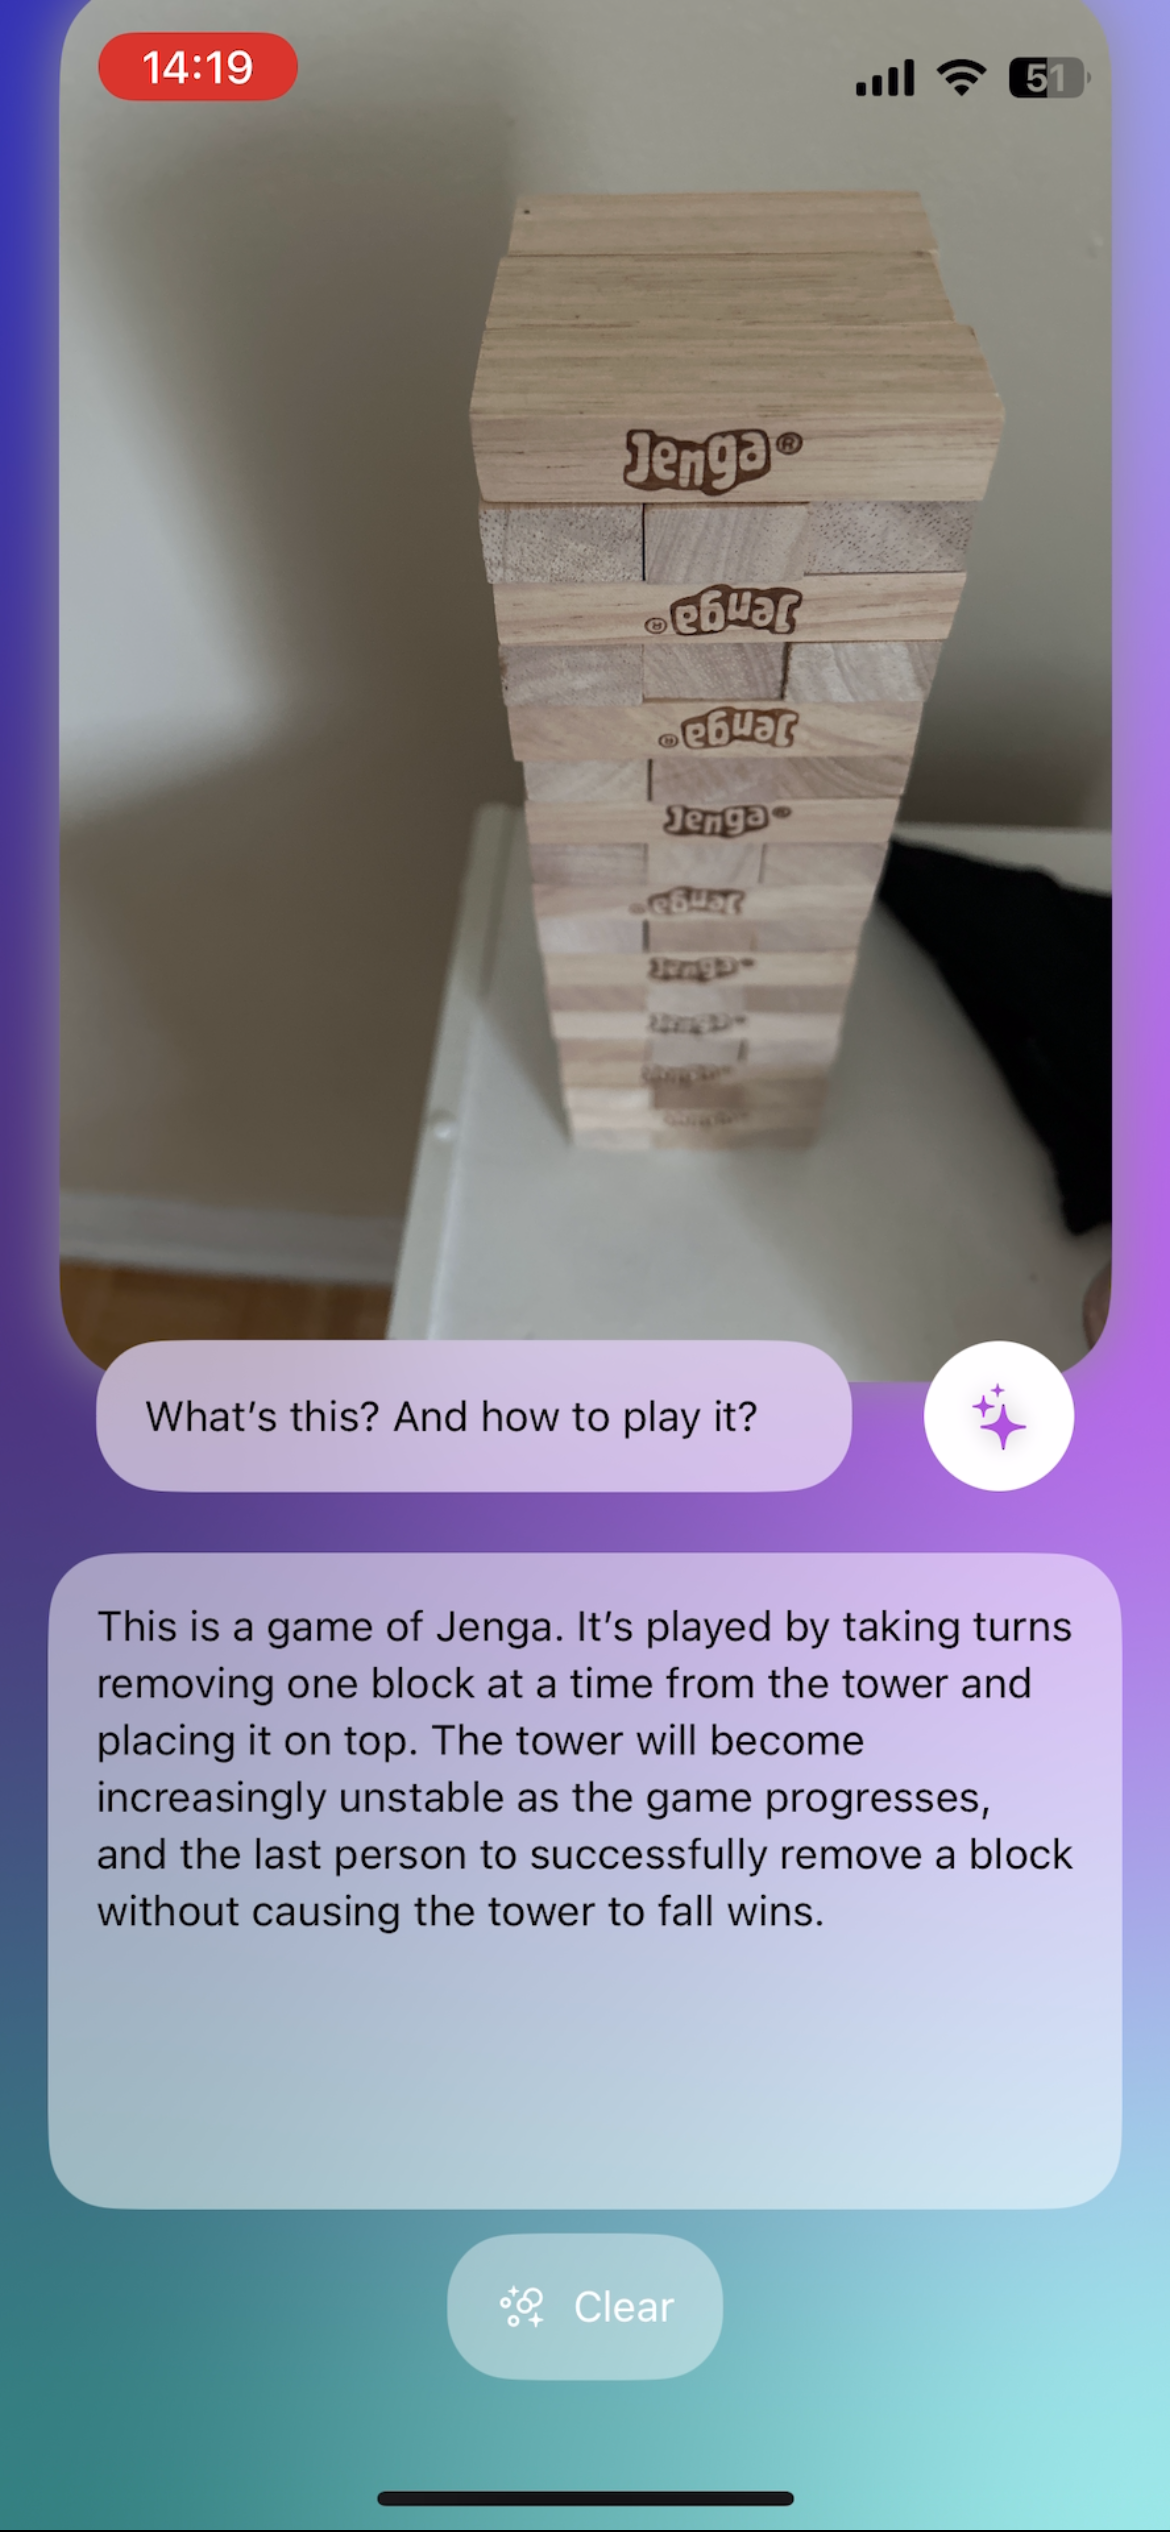 14:19
51
Jenga®
Jenga®
Jenga®
Jenga®
Jenga®
Jenga®
Jenga®
What’s this? And how to play it?
This is a game of Jenga. It’s played by taking turns
removing one block at a time from the tower and
placing it on top. The tower will become
increasingly unstable as the game progresses,
and the last person to successfully remove a block
without causing the tower to fall wins.
Clear